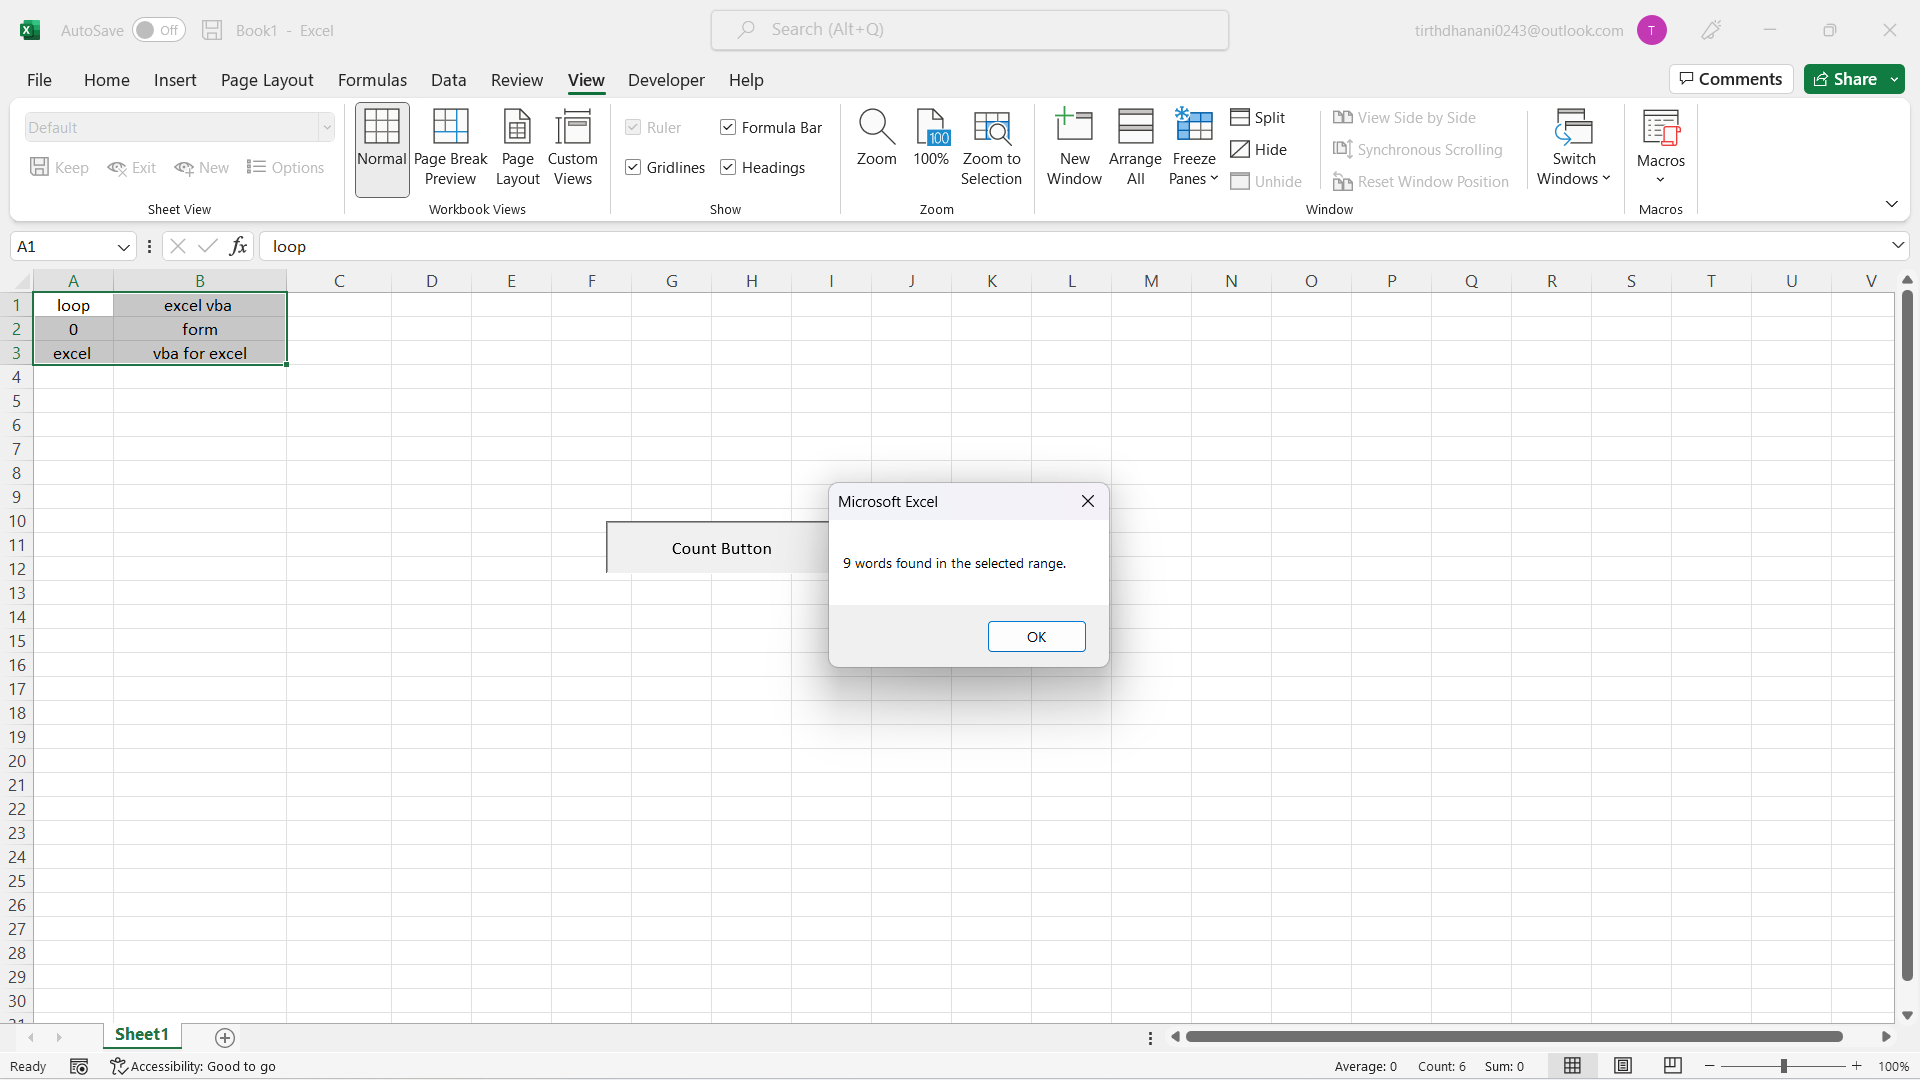 AutoSave Off Book1 - Excel Search (Alt+Q) tirthdhanani0243@outlook.com T
File Home Insert Page Layout Formulas Data Review View Developer Help Comments Share
Default
Keep Exit New Options
Sheet View
Normal
Page Break
Preview
Page
Layout
Custom
Views
Workbook Views
Ruler Formula Bar
Gridlines Headings
Show
Zoom
100
100%
Zoom to
Selection
Zoom
New
Window
Arrange
All
Freeze
Panes
Split
Hide
Unhide
View Side by Side
Synchronous Scrolling
Reset Window Position
Switch
Windows
Window
Macros
Macros
A1 fx loop
A B C D E F G H I J K L M N O P Q R S T U V
1 loop excel vba
2 0 form
3 excel vba for excel
4
5
6
7
8
9
10
11
12
13
14
15
16
17
18
19
20
21
22
23
24
25
26
27
28
29
30
Count Button
Microsoft Excel
9 words found in the selected range.
OK
Sheet1
Ready Accessibility: Good to go Average: 0 Count: 6 Sum: 0 100%